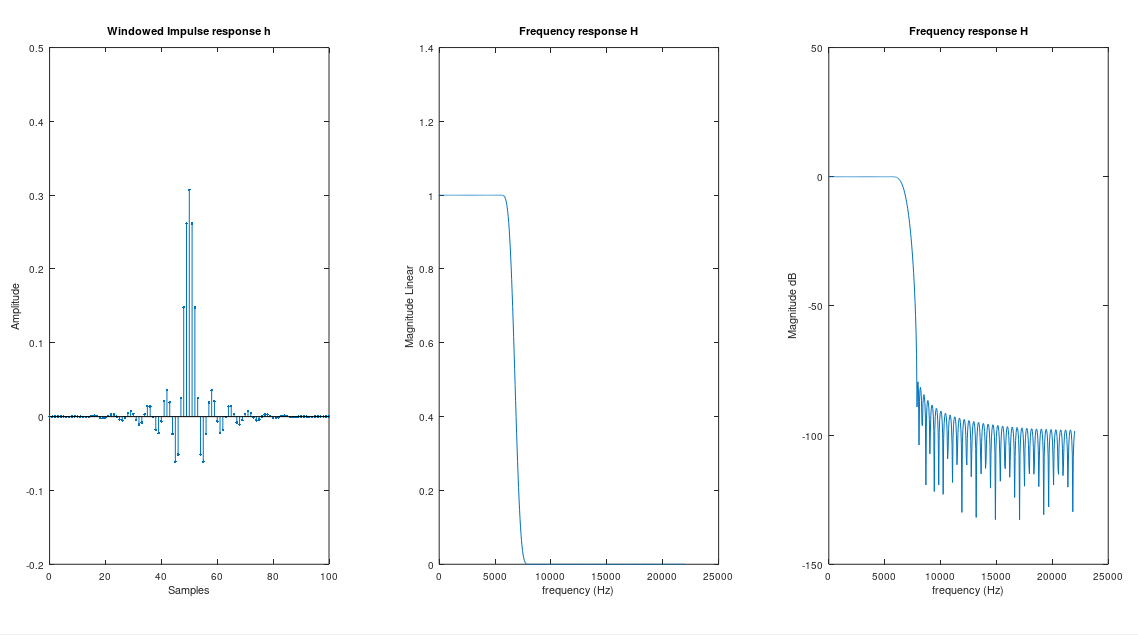 Windowed Impulse response h
0.5
0.4
0.3
0.2
0.1
0
-0.1
-0.2
Amplitude
0 20 40 60 80 100
Samples
Frequency response H
1.4
1.2
1
0.8
0.6
0.4
0.2
0
Magnitude Linear
0 5000 10000 15000 20000 25000
frequency (Hz)
Frequency response H
50
0
-50
-100
-150
Magnitude dB
0 5000 10000 15000 20000 25000
frequency (Hz)